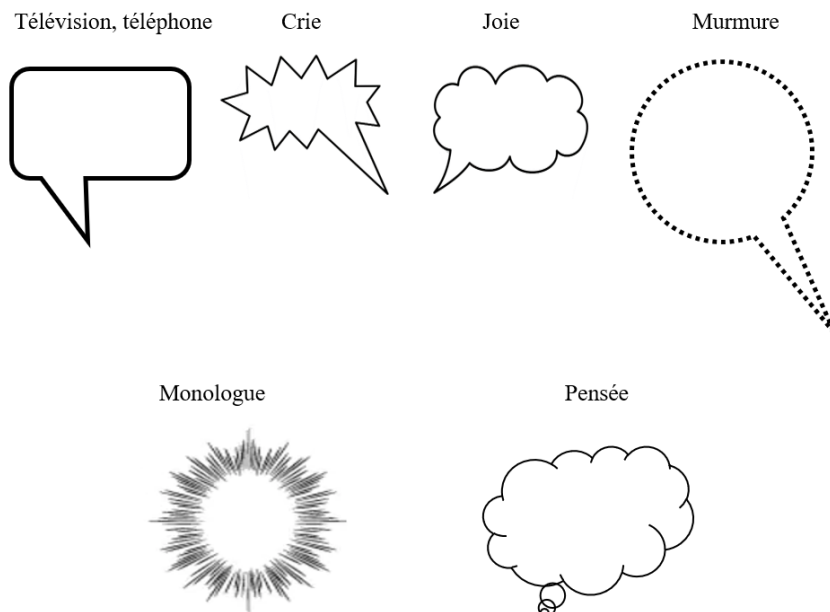 Télévision, téléphone
Crie
Joie
Murmure
Monologue
Pensée